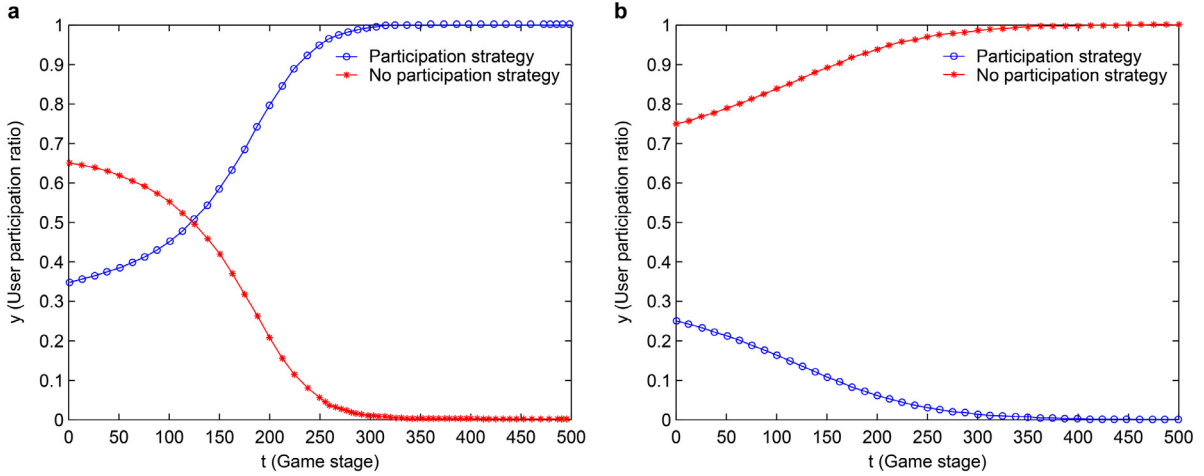 a
Participation strategy
No participation strategy
y (User participation ratio)
1
0.9
0.8
0.7
0.6
0.5
0.4
0.3
0.2
0.1
0
0 50 100 150 200 250 300 350 400 450 500
t (Game stage)
b
Participation strategy
No participation strategy
y (User participation ratio)
1
0.9
0.8
0.7
0.6
0.5
0.4
0.3
0.2
0.1
0
0 50 100 150 200 250 300 350 400 450 500
t (Game stage)